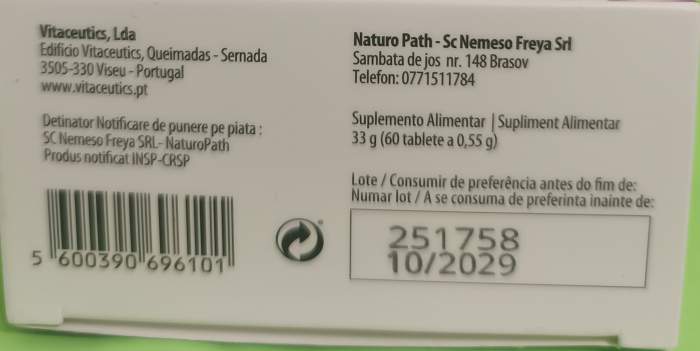 Vitaceutics, Lda
Edifício Vitaceutics, Queimadas - Sernada
3505-330 Viseu - Portugal
www.vitaceutics.pt
Detinator Notificare de punere pe piata :
SC Nemeso Freya SRL- NaturoPath
Produs notificat INSP-CRSP
5 600390 696101
Naturo Path - Sc Nemeso Freya Srl
Sambata de jos nr. 148 Brasov
Telefon: 0771511784
Suplemento Alimentar | Supliment Alimentar
33 g (60 tablete a 0,55 g)
Lote / Consumir de preferência antes do fim de:
Numar lot / A se consuma de preferinta inainte de:
251758
10/2029